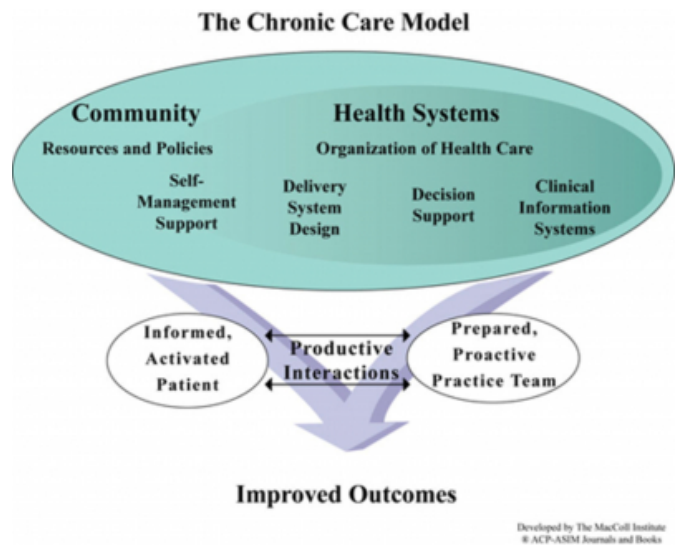 The Chronic Care Model
Community
Health Systems
Resources and Policies
Organization of Health Care
Self-
Management
Support
Delivery
System
Design
Decision
Support
Clinical
Information
Systems
Informed,
Activated
Patient
Productive
Interactions
Prepared,
Proactive
Practice Team
Improved Outcomes
Developed by The MacColl Institute
® ACP-ASIM Journals and Books